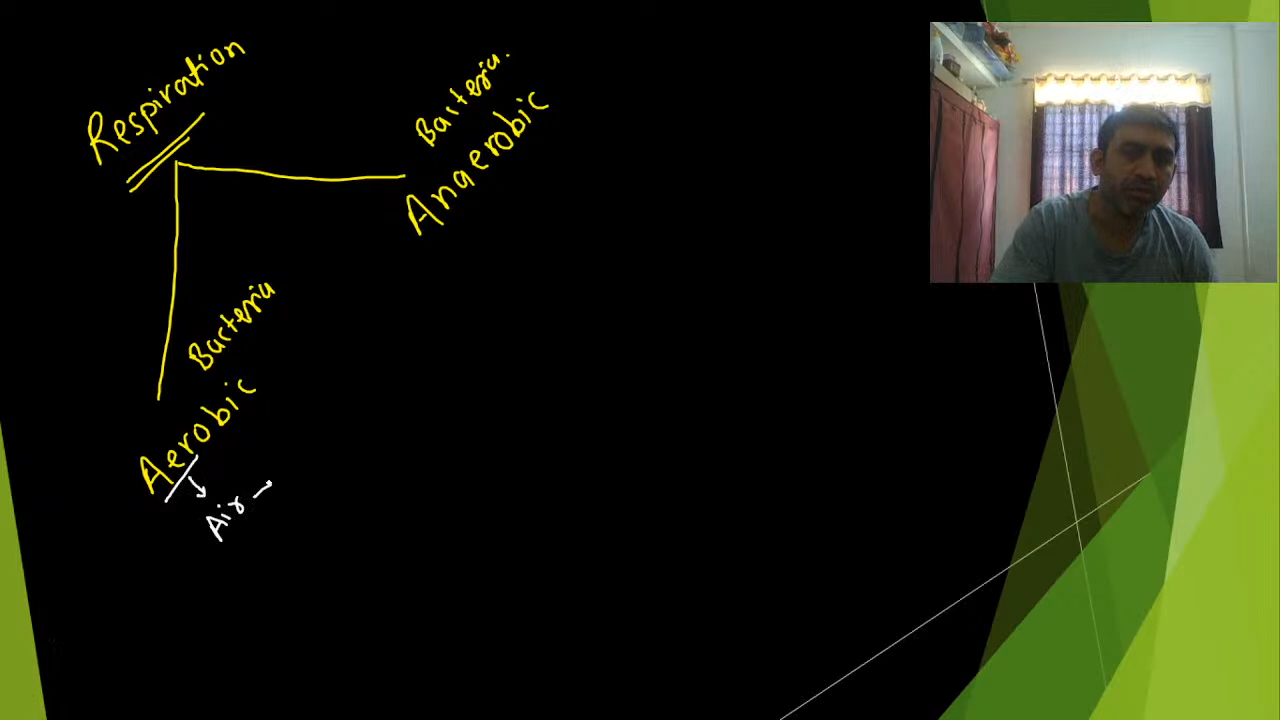 Respiration
Bacteria.
Anaerobic
Bacteria
Aerobic
Air